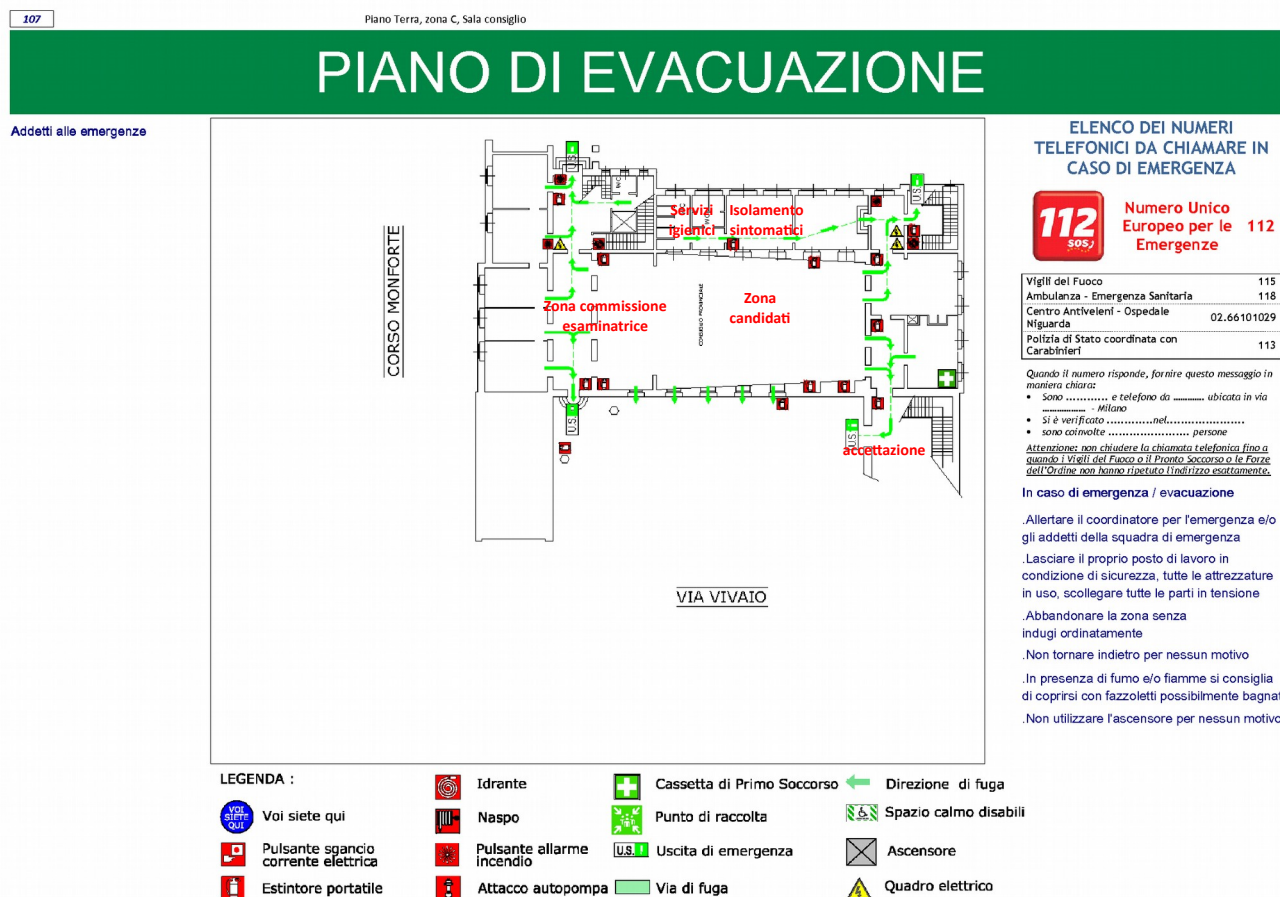 107
Piano Terra, zona C, Sala consiglio
PIANO DI EVACUAZIONE
Addetti alle emergenze
CORSO MONFORTE
U.S.
U.S.
WC
Servizi
igienici
Isolamento
sintomatici
Zona commissione
esaminatrice
CONSIGLIO PROVINCIALE
Zona
candidati
U.S.
U.S.
accettazione
VIA VIVAIO
ELENCO DEI NUMERI
TELEFONICI DA CHIAMARE IN
CASO DI EMERGENZA
112
SOS
Numero Unico
Europeo per le 112
Emergenze
Vigili del Fuoco 115
Ambulanza - Emergenza Sanitaria 118
Centro Antiveleni - Ospedale
Niguarda 02.66101029
Polizia di Stato coordinata con
Carabinieri 113
Quando il numero risponde, fornire questo messaggio in
maniera chiara:
• Sono ............ e telefono da ............ ubicata in via
................. - Milano
• Si è verificato ............nel.....................
• sono coinvolte ...................... persone
Attenzione: non chiudere la chiamata telefonica fino a
quando i Vigili del Fuoco o il Pronto Soccorso o le Forze
dell'Ordine non hanno ripetuto l'indirizzo esattamente.
In caso di emergenza / evacuazione
.Allertare il coordinatore per l'emergenza e/o
gli addetti della squadra di emergenza
.Lasciare il proprio posto di lavoro in
condizione di sicurezza, tutte le attrezzature
in uso, scollegare tutte le parti in tensione
.Abbandonare la zona senza
indugi ordinatamente
.Non tornare indietro per nessun motivo
.In presenza di fumo e/o fiamme si consiglia
di coprirsi con fazzoletti possibilmente bagnat
.Non utilizzare l'ascensore per nessun motivo
LEGENDA :
VOI
SIETE
QUI
Voi siete qui
Pulsante sgancio
corrente elettrica
Estintore portatile
Idrante
Naspo
Pulsante allarme
incendio
Attacco autopompa
Cassetta di Primo Soccorso
Punto di raccolta
U.S.
Uscita di emergenza
Via di fuga
Direzione di fuga
Spazio calmo disabili
Ascensore
Quadro elettrico